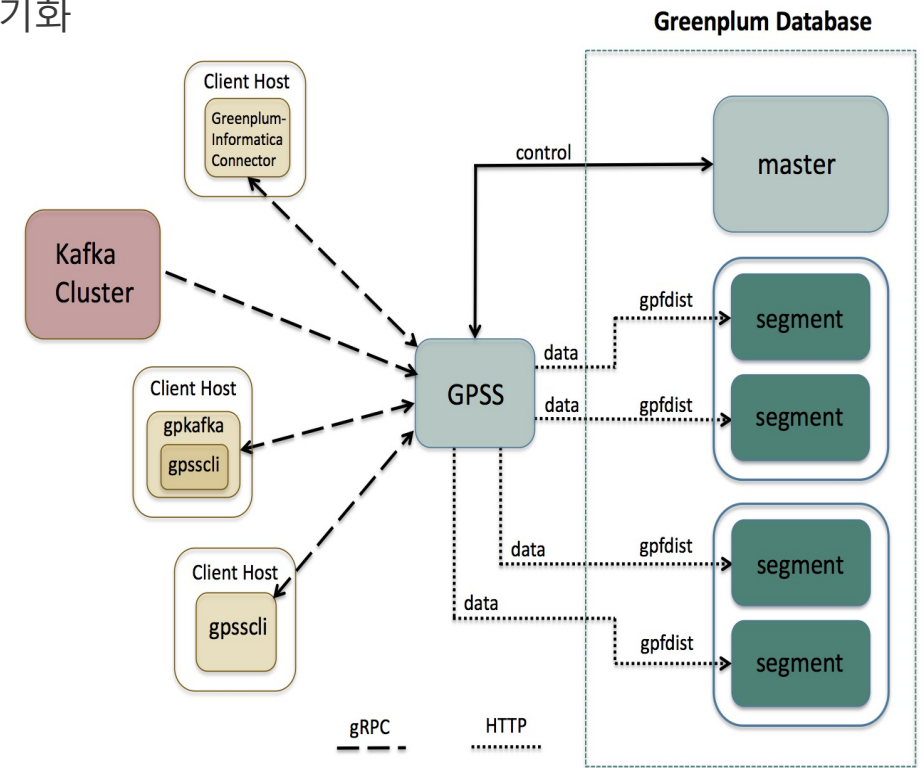 기화
Greenplum Database
Client Host
Greenplum-
Informatica
Connector
control
master
Kafka
Cluster
gpfdist
segment
data
GPSS
data
gpfdist
segment
Client Host
gpkafka
gpsscli
data
gpfdist
segment
Client Host
gpsscli
data
gpfdist
segment
gRPC
HTTP